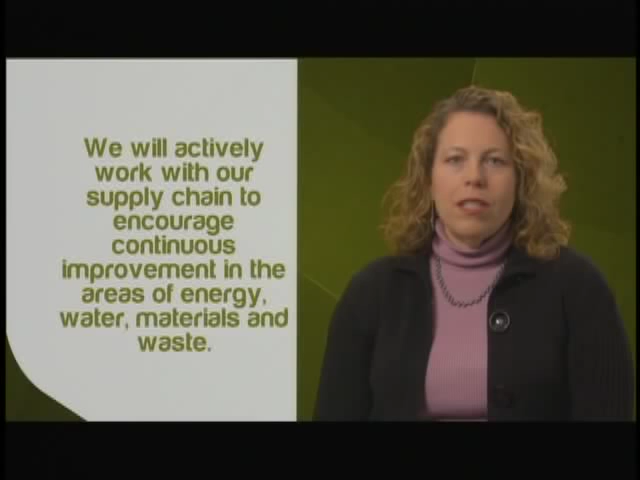 We will actively
work with our
supply chain to
encourage
continuous
improvement in the
areas of energy,
water, materials and
waste.